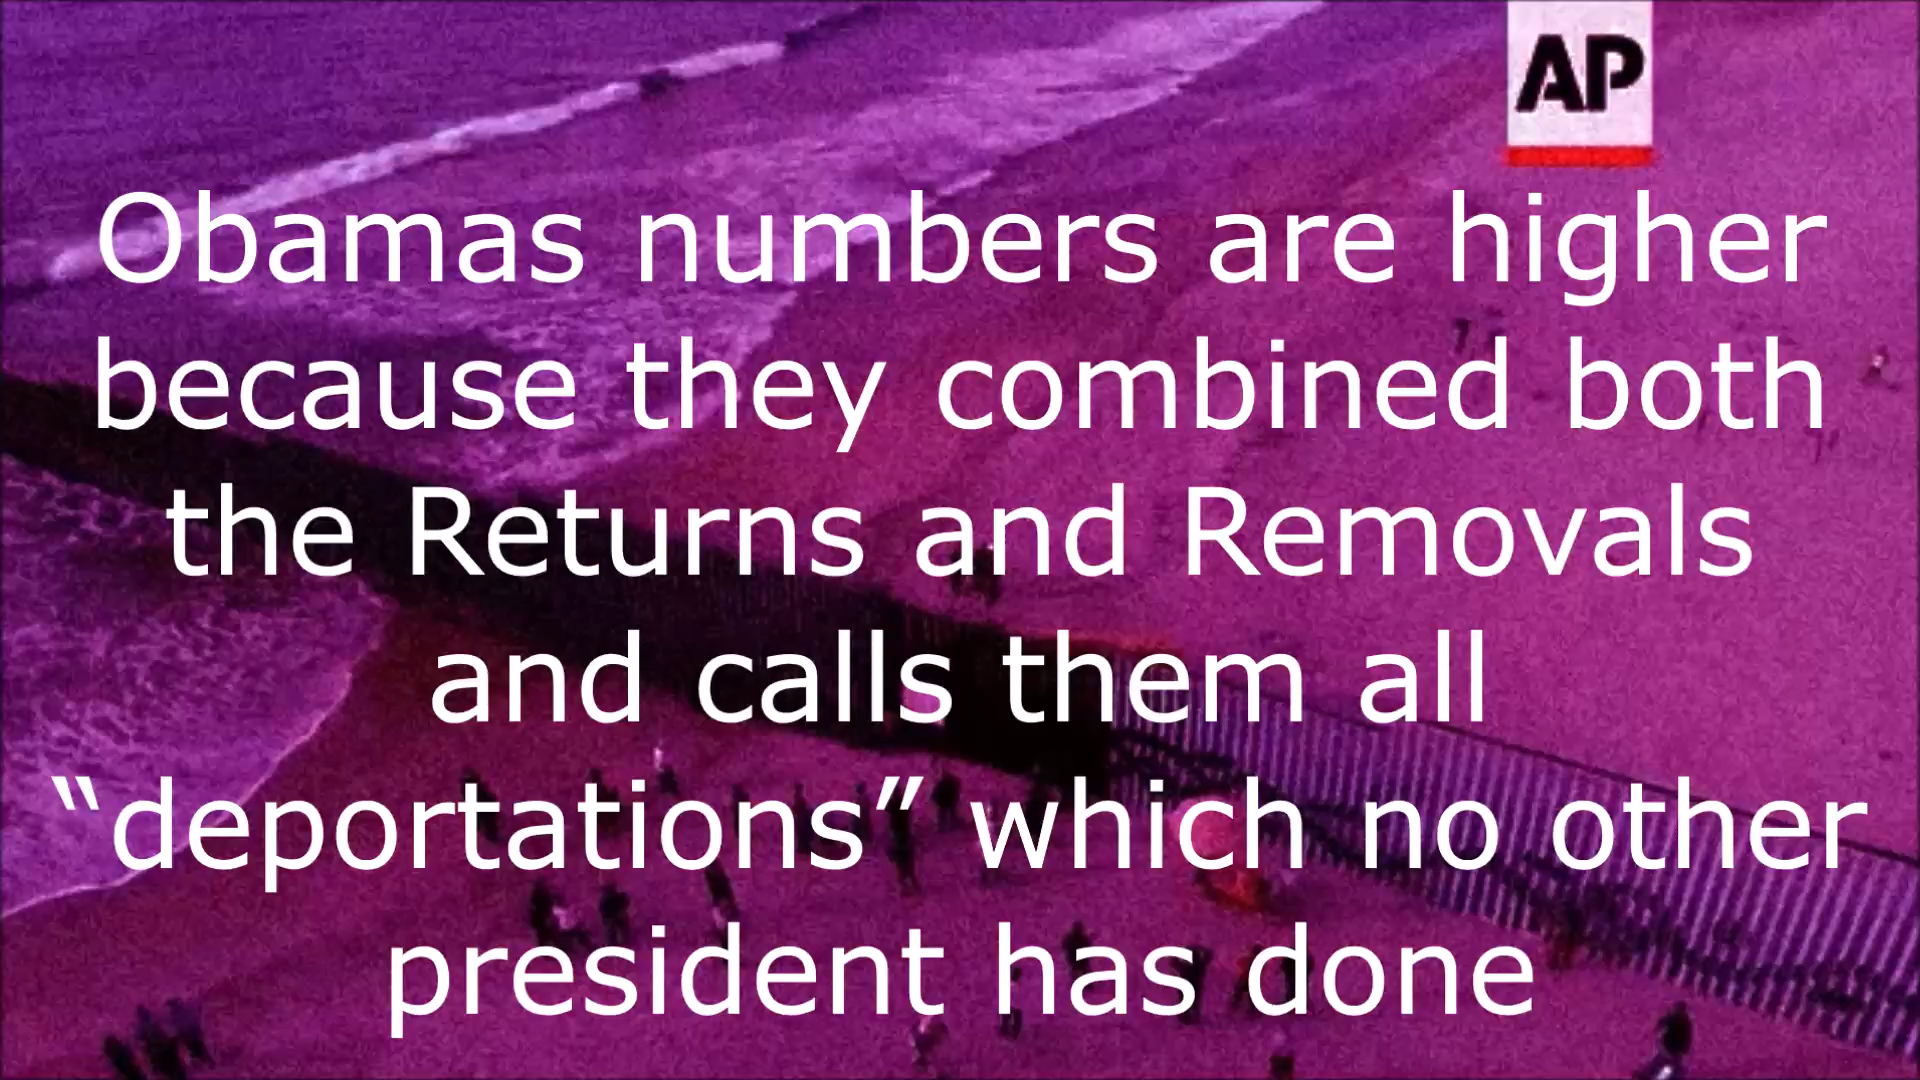 AP
Obamas numbers are higher
because they combined both
the Returns and Removals
and calls them all
“deportations” which no other
president has done